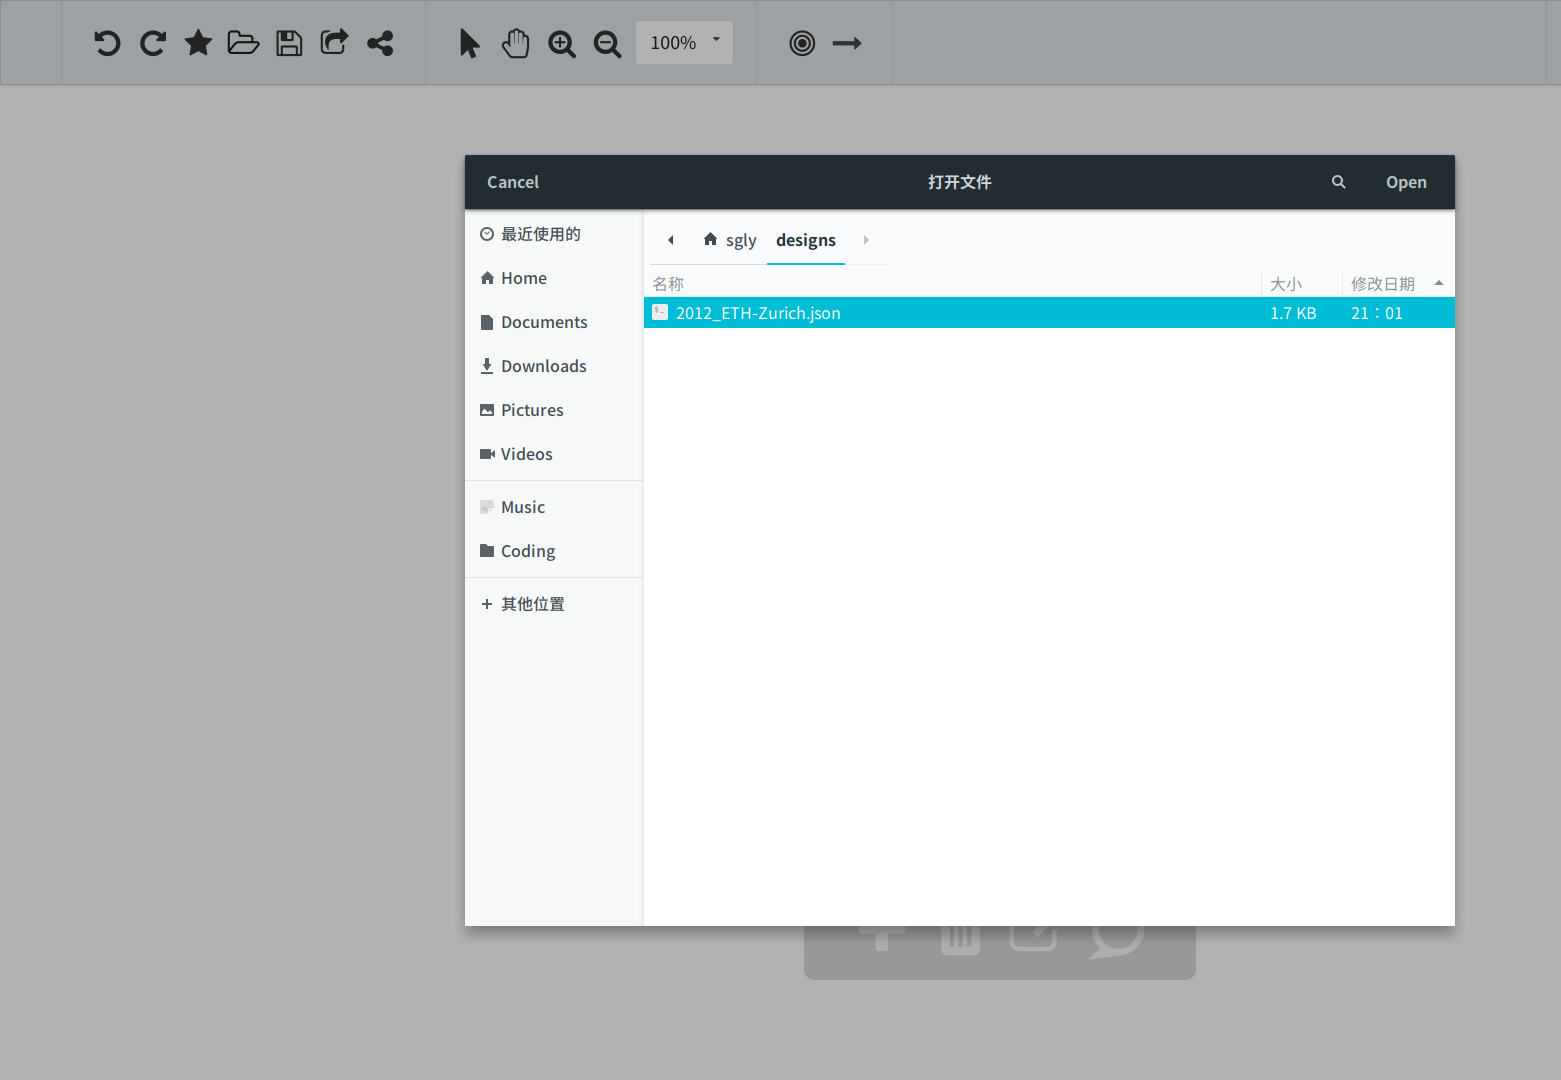 100%
Cancel 打开文件 Open
最近使用的
Home
Documents
Downloads
Pictures
Videos
Music
Coding
其他位置
sgly designs
名称 大小 修改日期
2012_ETH-Zurich.json 1.7 KB 21：01